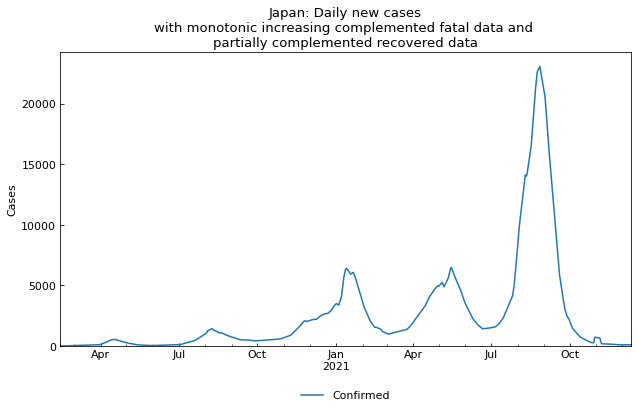 Japan: Daily new cases
with monotonic increasing complemented fatal data and
partially complemented recovered data
Cases
20000
15000
10000
5000
0
Apr
Jul
Oct
Jan
2021
Apr
Jul
Oct
Confirmed